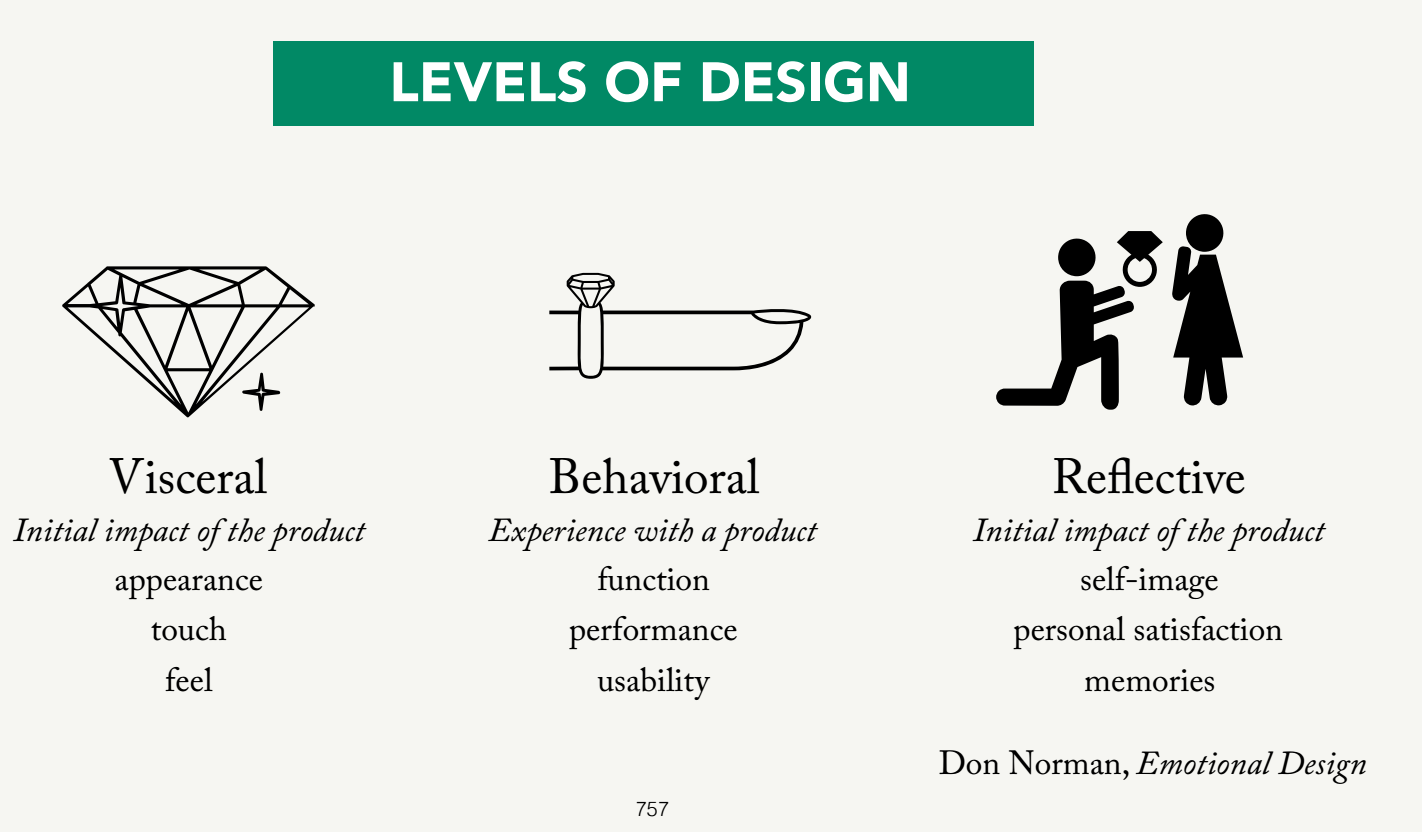 LEVELS OF DESIGN
Visceral
Initial impact of the product
appearance
touch
feel
Behavioral
Experience with a product
function
performance
usability
Reflective
Initial impact of the product
self-image
personal satisfaction
memories
Don Norman, Emotional Design
757